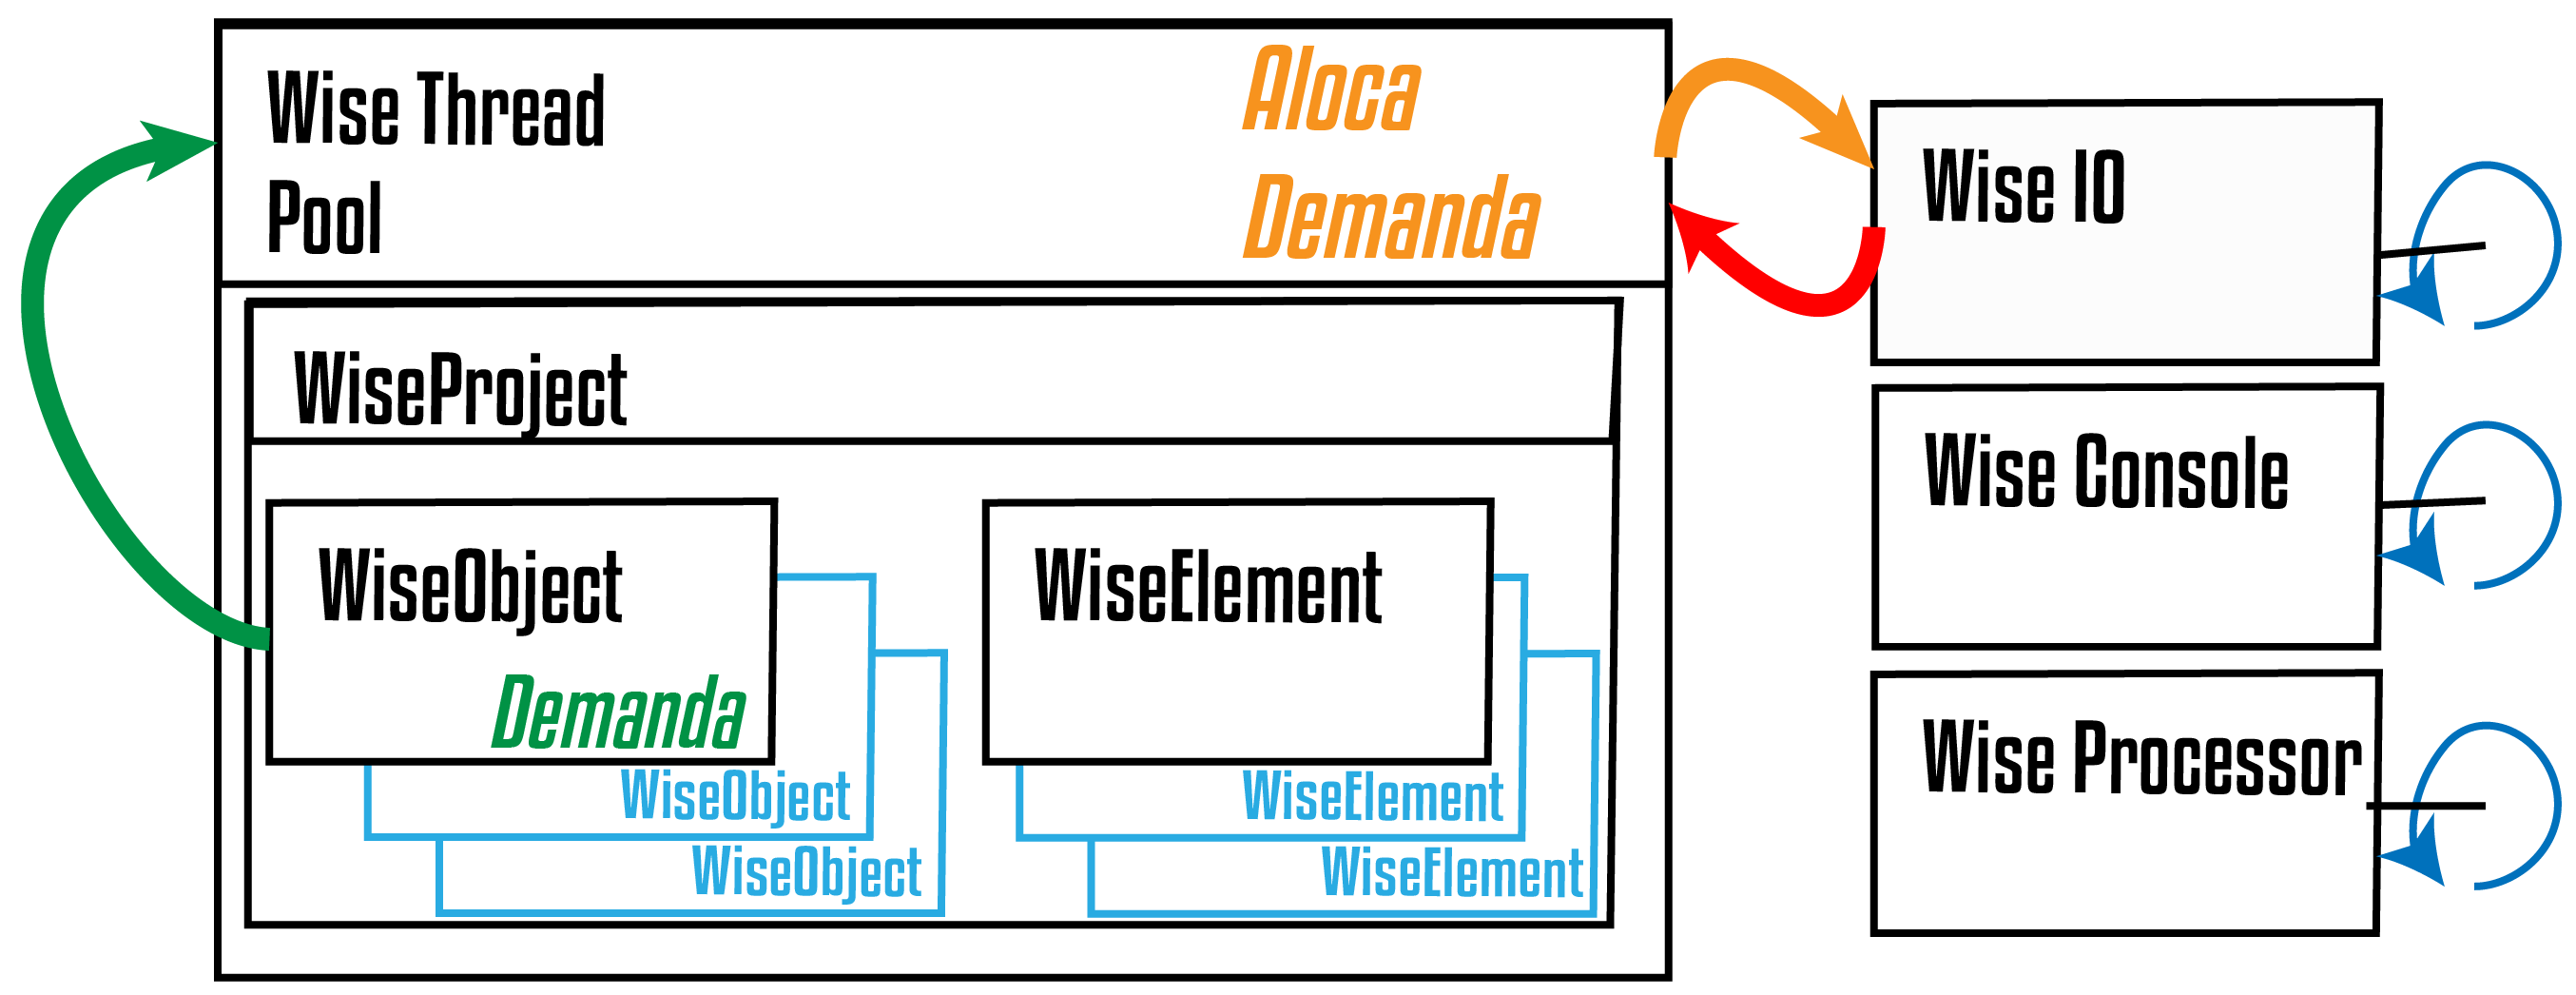 Wise Thread
Pool
Aloca
Demanda
Wise IO
WiseProject
Wise Console
WiseObject
Demanda
WiseElement
WiseObject
WiseObject
WiseElement
WiseElement
Wise Processor